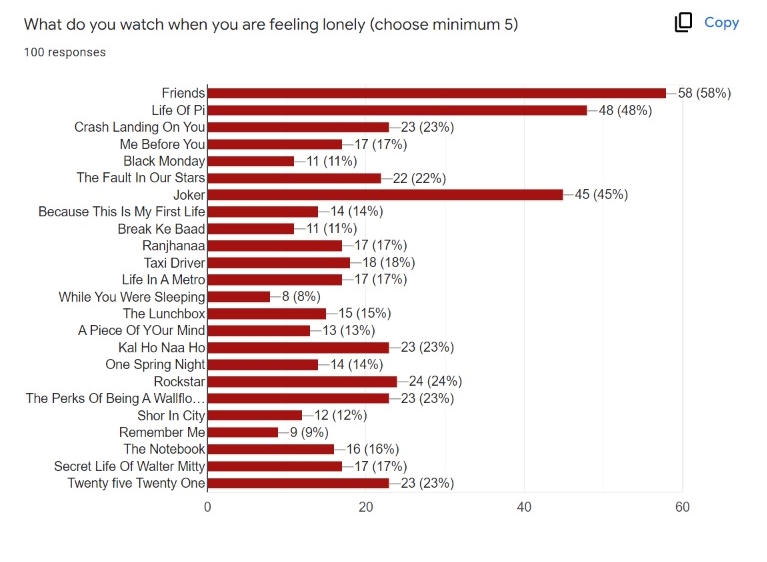 What do you watch when you are feeling lonely (choose minimum 5)
Copy
100 responses
Friends 58 (58%)
Life Of Pi 48 (48%)
Crash Landing On You 23 (23%)
Me Before You 17 (17%)
Black Monday 11 (11%)
The Fault In Our Stars 22 (22%)
Joker 45 (45%)
Because This Is My First Life 14 (14%)
Break Ke Baad 11 (11%)
Ranjhanaa 17 (17%)
Taxi Driver 18 (18%)
Life In A Metro 17 (17%)
While You Were Sleeping 8 (8%)
The Lunchbox 15 (15%)
A Piece Of YOur Mind 13 (13%)
Kal Ho Naa Ho 23 (23%)
One Spring Night 14 (14%)
Rockstar 24 (24%)
The Perks Of Being A Wallflo... 23 (23%)
Shor In City 12 (12%)
Remember Me 9 (9%)
The Notebook 16 (16%)
Secret Life Of Walter Mitty 17 (17%)
Twenty five Twenty One 23 (23%)
0 20 40 60